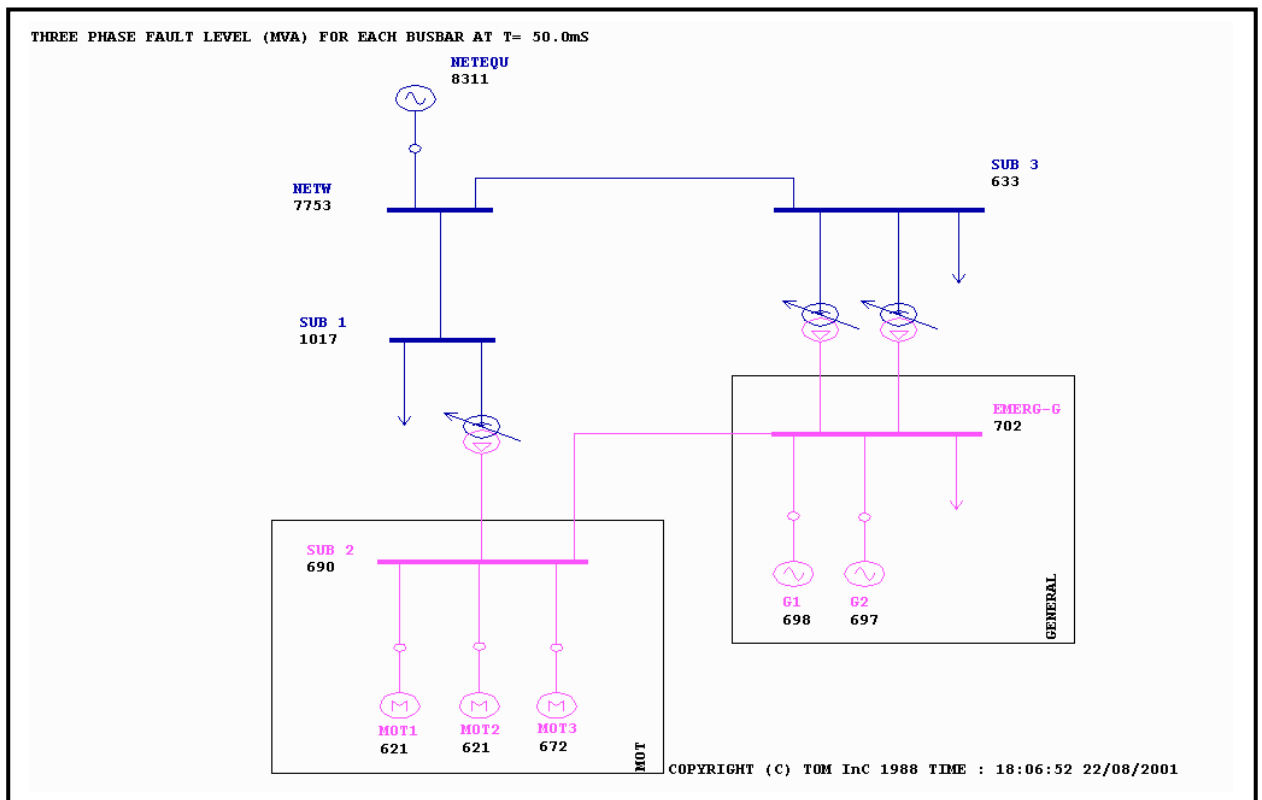 THREE PHASE FAULT LEVEL (MVA) FOR EACH BUSBAR AT T= 50.0mS
NETEQU
8311
SUB 3
633
NETW
7753
SUB 1
1017
EMERG-G
702
SUB 2
690
G1
698
G2
697
GENERAL
MOT1
621
MOT2
621
MOT3
672
MOT
COPYRIGHT (C) TOM InC 1988 TIME : 18:06:52 22/08/2001
M
M
M